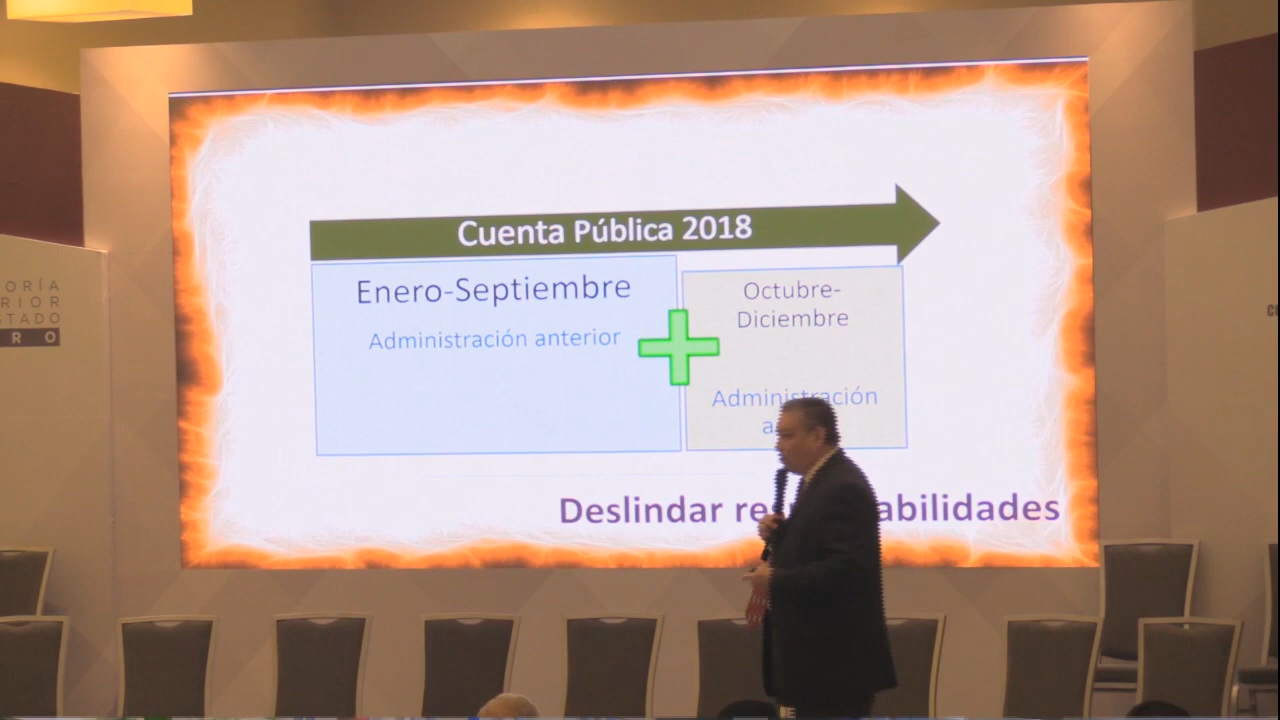 Cuenta Pública 2018
Enero-Septiembre
Administración anterior
Octubre-
Diciembre
Administración
Deslindar
ORÍA
RIOR
STADO
RO